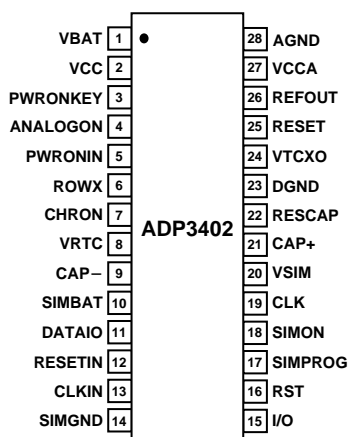 VBAT 1 28 AGND
VCC 2 27 VCCA
PWRONKEY 3 26 REFOUT
ANALOGON 4 25 RESET
PWRONIN 5 24 VTCXO
ROWX 6 23 DGND
CHRON 7 22 RESCAP
ADP3402
VRTC 8 21 CAP+
CAP– 9 20 VSIM
SIMBAT 10 19 CLK
DATAIO 11 18 SIMON
RESETIN 12 17 SIMPROG
CLKIN 13 16 RST
SIMGND 14 15 I/O